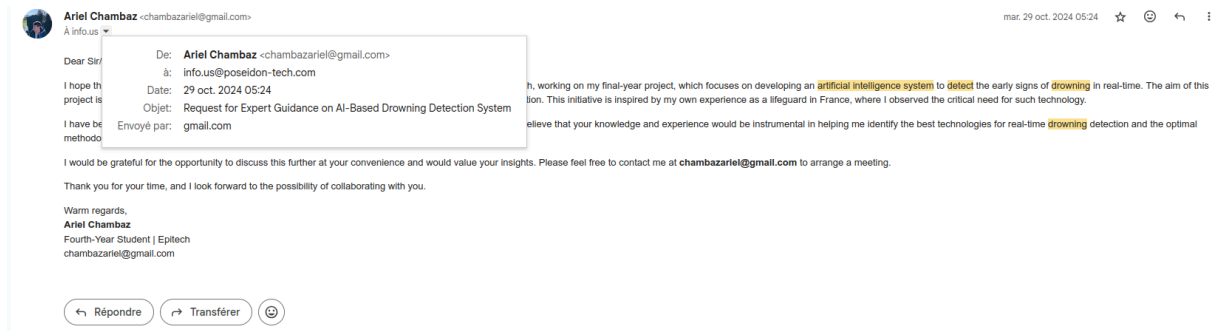 Ariel Chambaz <chambazariel@gmail.com>
mar. 29 oct. 2024 05:24
À info.us
De: Ariel Chambaz <chambazariel@gmail.com>
à: info.us@poseidon-tech.com
Date: 29 oct. 2024 05:24
Objet: Request for Expert Guidance on AI-Based Drowning Detection System
Envoyé par: gmail.com
Dear Sir/
I hope th h, working on my final-year project, which focuses on developing an artificial intelligence system to detect the early signs of drowning in real-time. The aim of this
project is tion. This initiative is inspired by my own experience as a lifeguard in France, where I observed the critical need for such technology.
I have be elieve that your knowledge and experience would be instrumental in helping me identify the best technologies for real-time drowning detection and the optimal
methodo
I would be grateful for the opportunity to discuss this further at your convenience and would value your insights. Please feel free to contact me at chambazariel@gmail.com to arrange a meeting.
Thank you for your time, and I look forward to the possibility of collaborating with you.
Warm regards,
Ariel Chambaz
Fourth-Year Student | Epitech
chambazariel@gmail.com
Répondre
Transférer